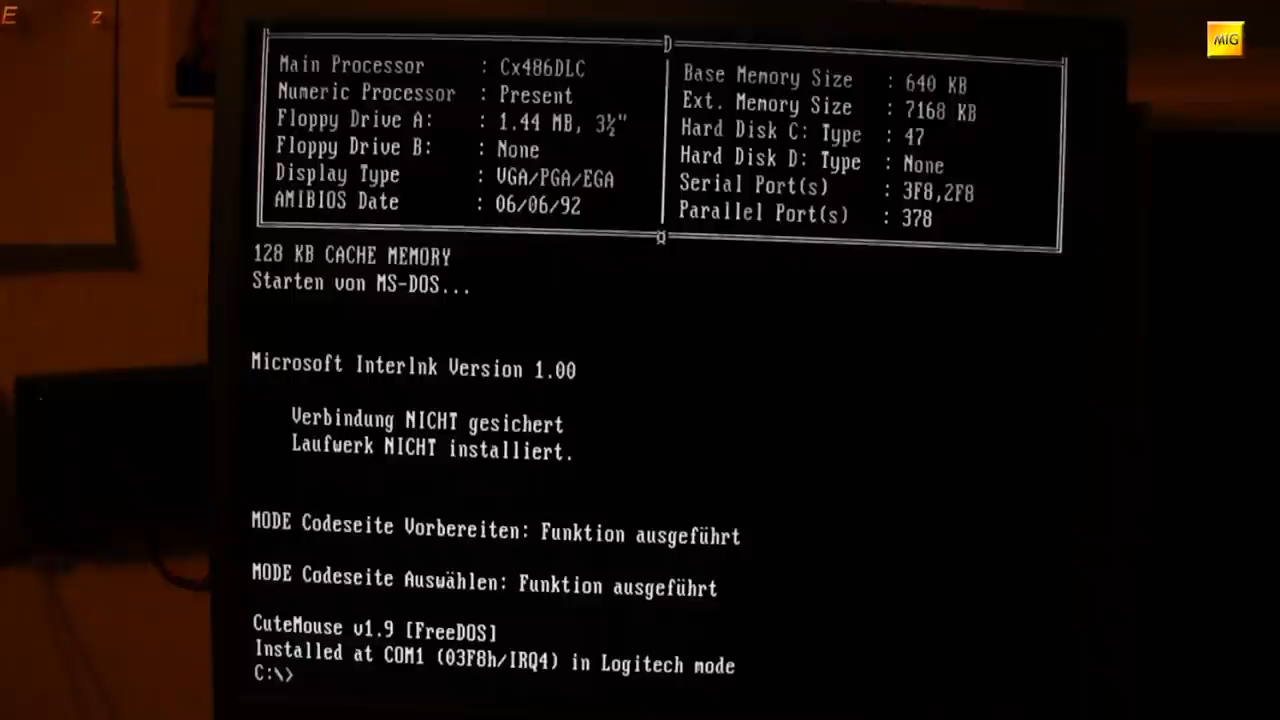 E z
MIG
Main Processor : Cx486DLC
Numeric Processor : Present
Floppy Drive A: : 1.44 MB, 3½"
Floppy Drive B: : None
Display Type : VGA/PGA/EGA
AMIBIOS Date : 06/06/92
Base Memory Size : 640 KB
Ext. Memory Size : 7168 KB
Hard Disk C: Type : 47
Hard Disk D: Type : None
Serial Port(s) : 3F8,2F8
Parallel Port(s) : 378
128 KB CACHE MEMORY
Starten von MS-DOS...
Microsoft Interlnk Version 1.00
Verbindung NICHT gesichert
Laufwerk NICHT installiert.
MODE Codeseite Vorbereiten: Funktion ausgeführt
MODE Codeseite Auswählen: Funktion ausgeführt
CuteMouse v1.9 [FreeDOS]
Installed at COM1 (03F8h/IRQ4) in Logitech mode
C:\>